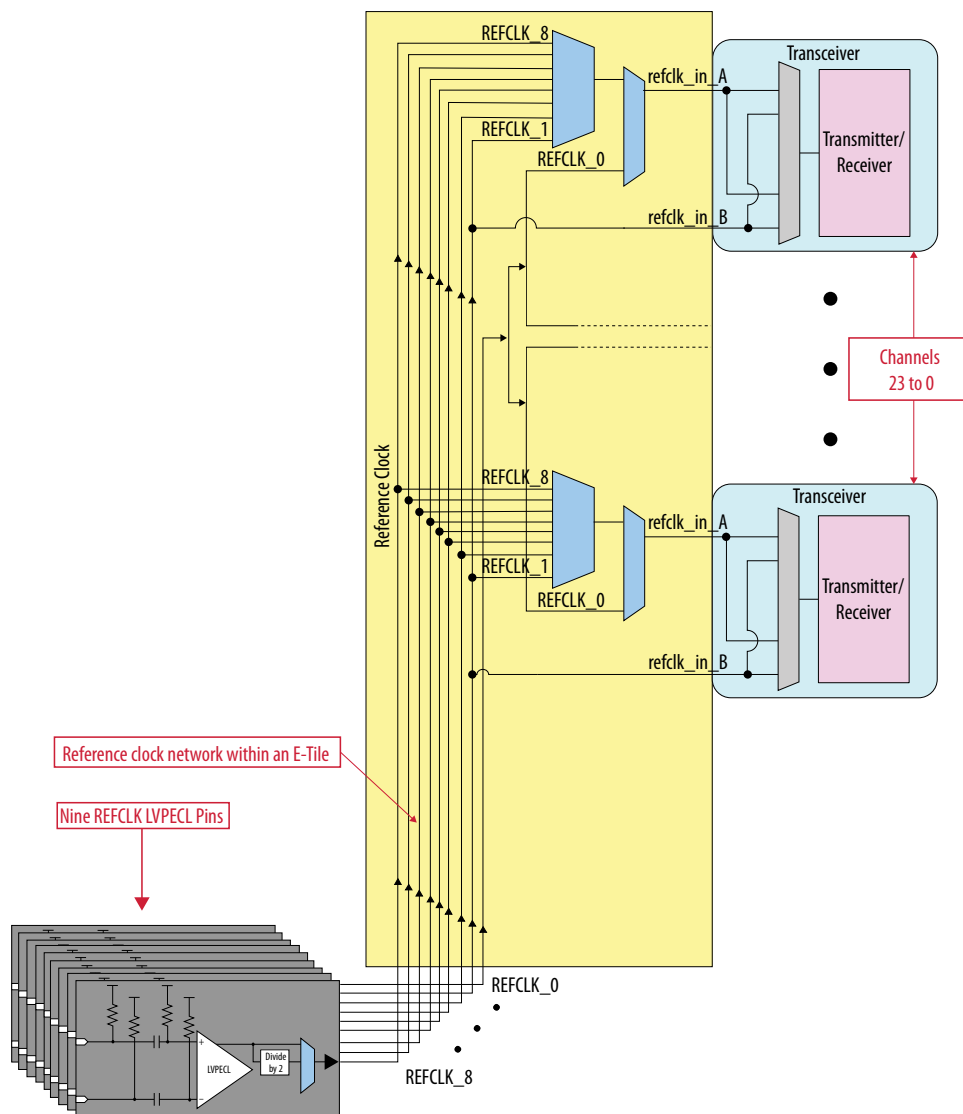 REFCLK_8
REFCLK_1
REFCLK_0
refclk_in_A
refclk_in_B
Transceiver
Transmitter/
Receiver
Channels
23 to 0
Reference Clock
REFCLK_8
REFCLK_1
REFCLK_0
refclk_in_A
refclk_in_B
Transceiver
Transmitter/
Receiver
Reference clock network within an E-Tile
Nine REFCLK LVPECL Pins
REFCLK_0
REFCLK_8
+
LVPECL
−
Divide
by 2